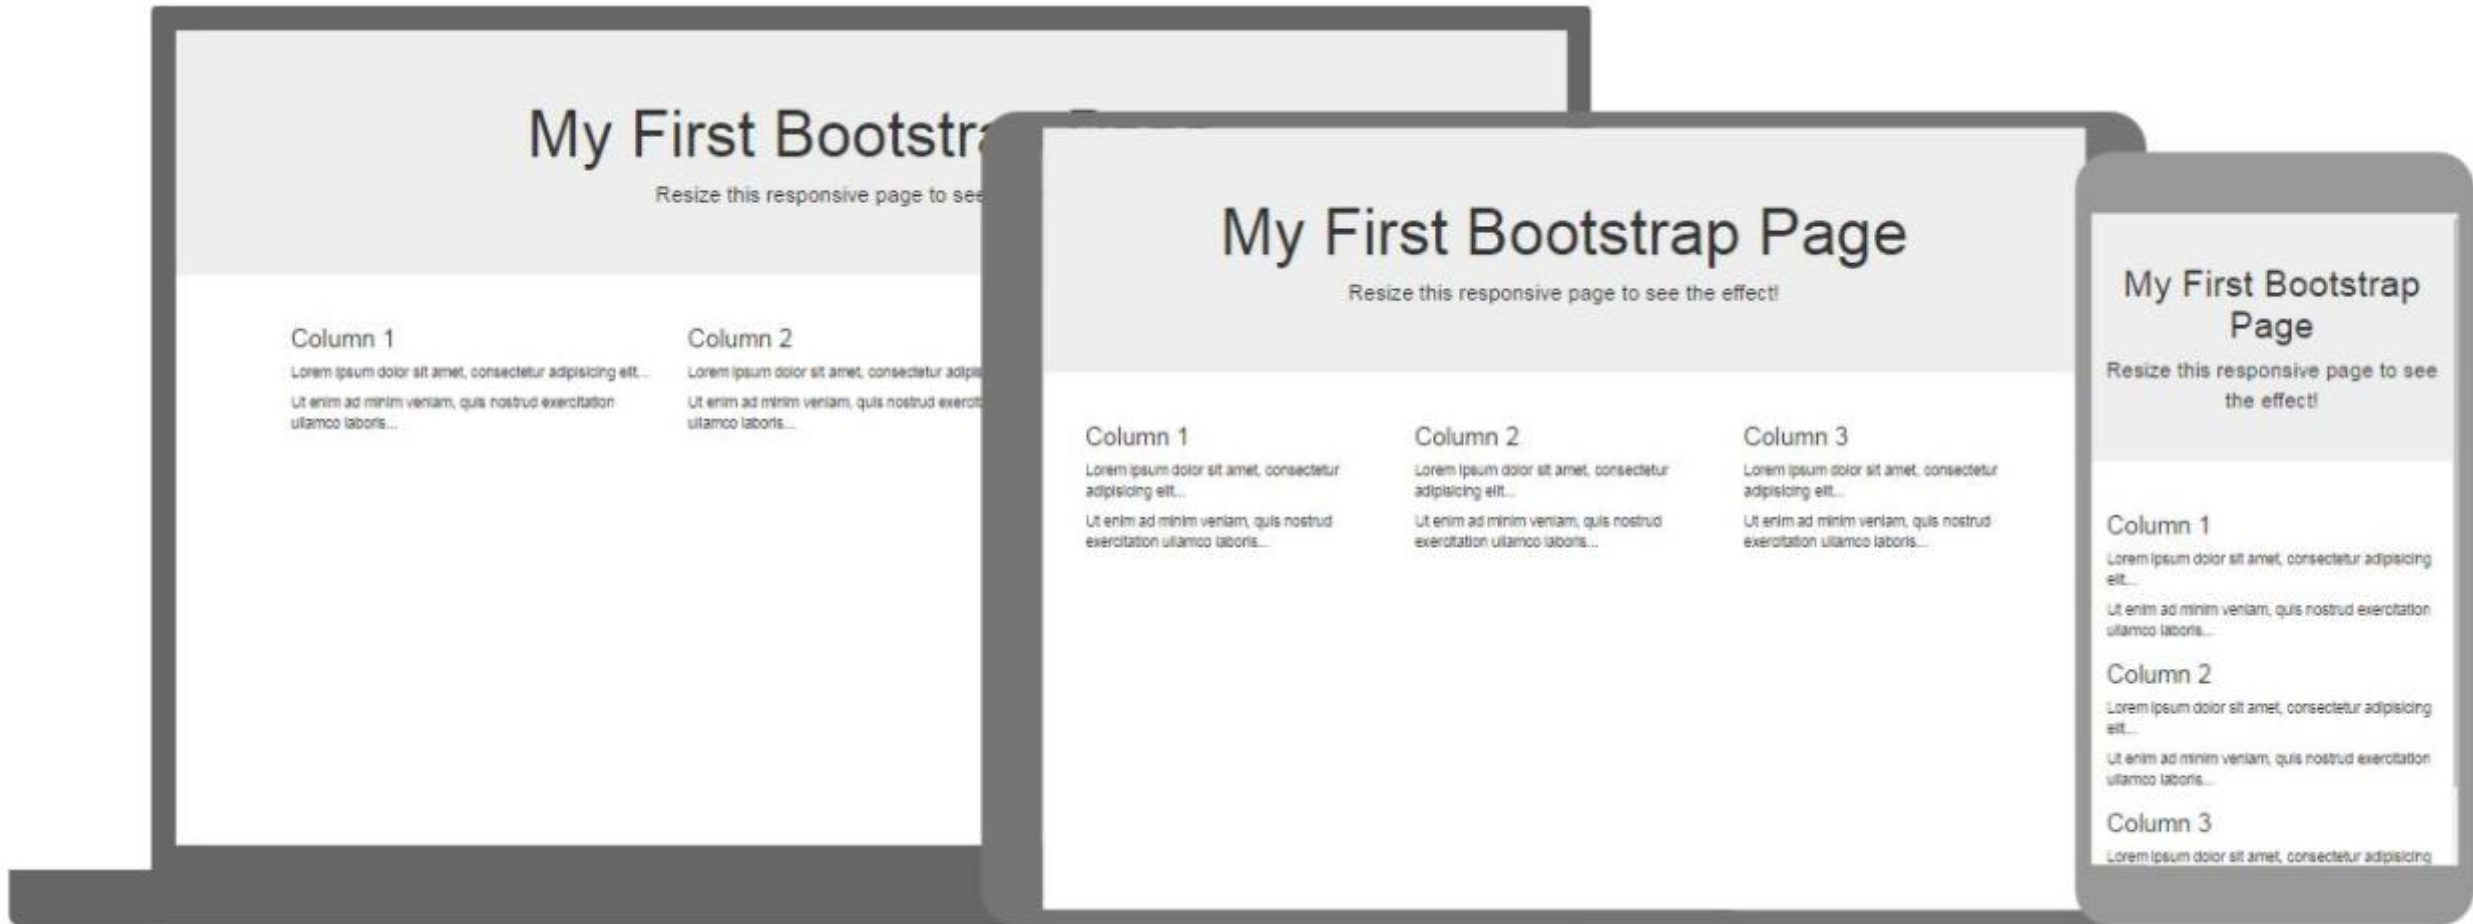 My First Bootstra
Resize this responsive page to see
Column 1
Lorem ipsum dolor sit amet, consectetur adipisicing elit...
Ut enim ad minim veniam, quis nostrud exercitation
ullamco laboris...
Column 2
Lorem ipsum dolor sit amet, consectetur adipis
Ut enim ad minim veniam, quis nostrud exercit
ullamco laboris...
My First Bootstrap Page
Resize this responsive page to see the effect!
Column 1
Lorem ipsum dolor sit amet, consectetur
adipisicing elit...
Ut enim ad minim veniam, quis nostrud
exercitation ullamco laboris...
Column 2
Lorem ipsum dolor sit amet, consectetur
adipisicing elit...
Ut enim ad minim veniam, quis nostrud
exercitation ullamco laboris...
Column 3
Lorem ipsum dolor sit amet, consectetur
adipisicing elit...
Ut enim ad minim veniam, quis nostrud
exercitation ullamco laboris...
My First Bootstrap
Page
Resize this responsive page to see
the effect!
Column 1
Lorem ipsum dolor sit amet, consectetur adipisicing
elit...
Ut enim ad minim veniam, quis nostrud exercitation
ullamco laboris...
Column 2
Lorem ipsum dolor sit amet, consectetur adipisicing
elit...
Ut enim ad minim veniam, quis nostrud exercitation
ullamco laboris...
Column 3
Lorem ipsum dolor sit amet, consectetur adipisicing